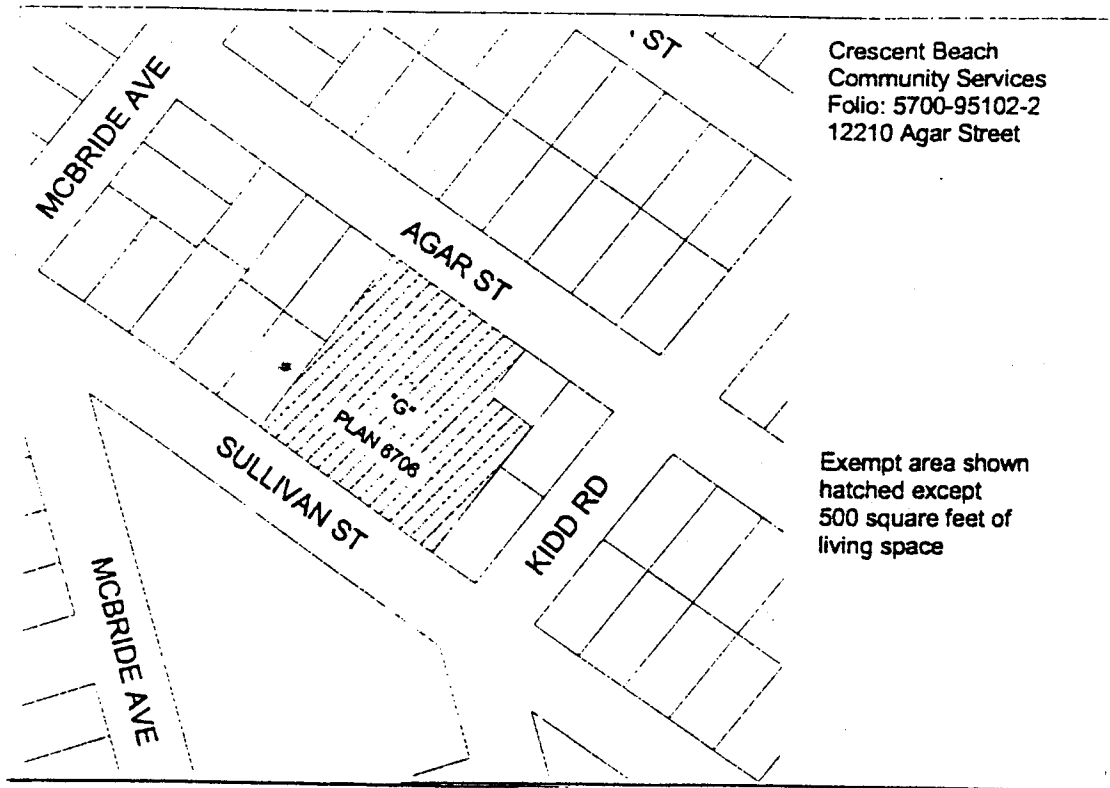 ST
MCBRIDE AVE
AGAR ST
"G"
PLAN 6706
SULLIVAN ST
KIDD RD
MCBRIDE AVE
Crescent Beach
Community Services
Folio: 5700-95102-2
12210 Agar Street
Exempt area shown
hatched except
500 square feet of
living space